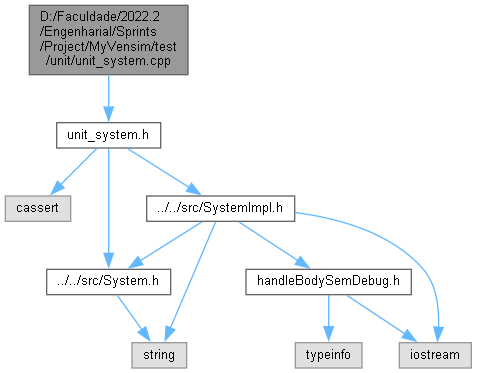 D:/Faculdade/2022.2
/Engenharial/Sprints
/Project/MyVensim/test
/unit/unit_system.cpp
unit_system.h
cassert
../../src/SystemImpl.h
../../src/System.h
handleBodySemDebug.h
string
typeinfo
iostream